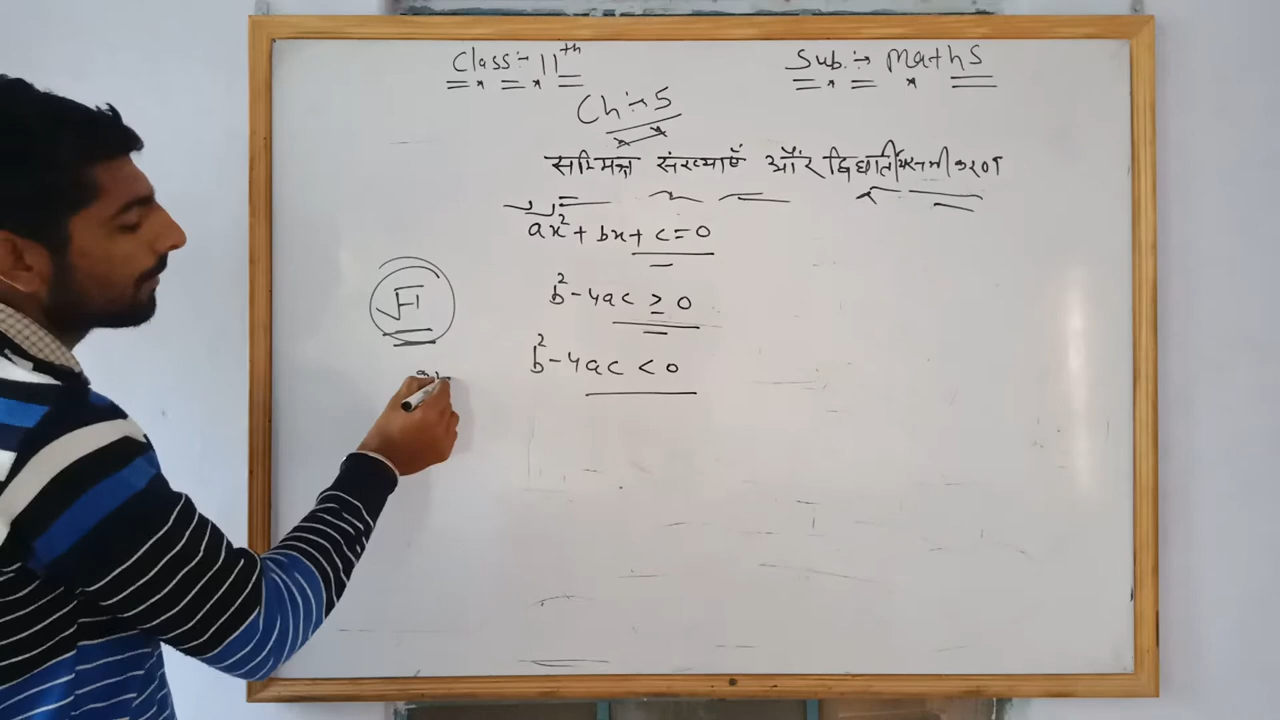 Class:- 11th Sub.:→ Maths
Ch:→5
सम्मिश्र संख्याएँ और द्विघातीय समीकरण
ax²+bx+c=0
√-1
b²-4ac ≥ 0
b²-4ac < 0